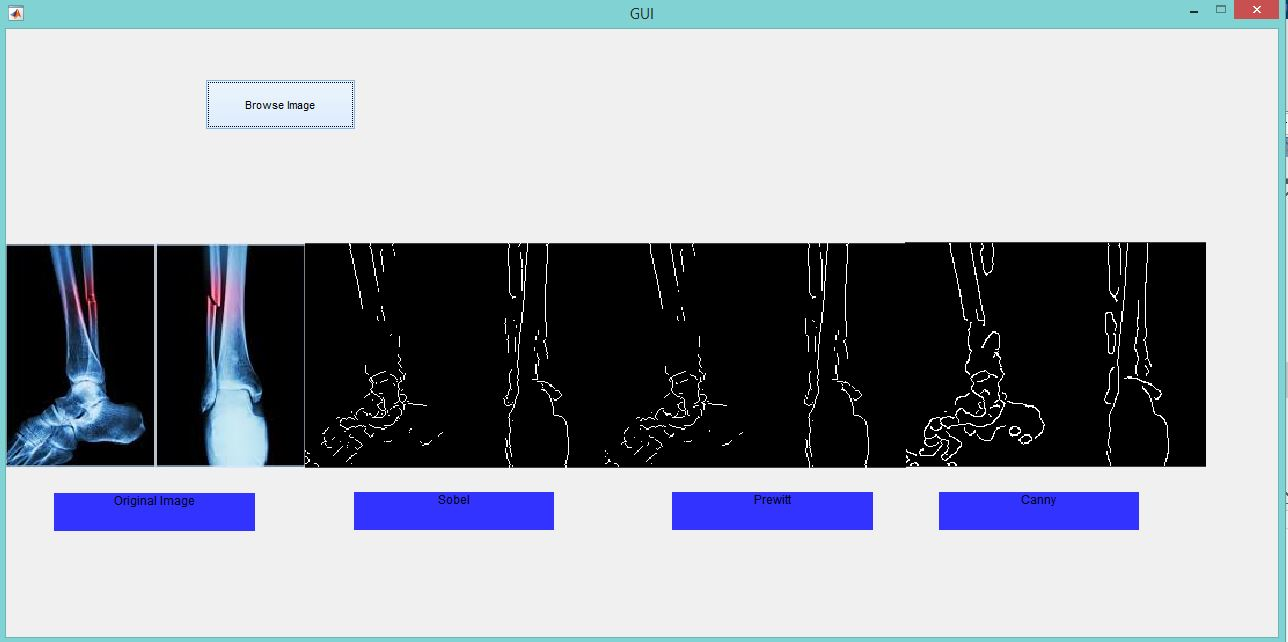 GUI
Browse Image
Original Image
Sobel
Prewitt
Canny